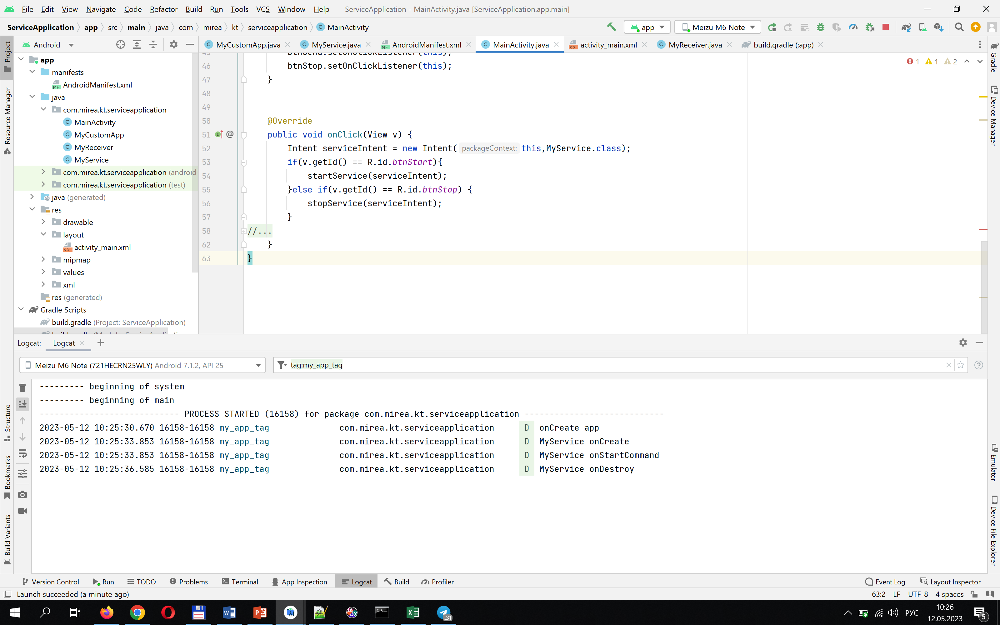 File Edit View Navigate Code Refactor Build Run Tools VCS Window Help ServiceApplication - MainActivity.java [ServiceApplication.app.main]
ServiceApplication app src main java com mirea kt serviceapplication MainActivity app Meizu M6 Note
Android
MyCustomApp.java MyService.java AndroidManifest.xml MainActivity.java activity_main.xml MyReceiver.java build.gradle (:app)
Project
Resource Manager
Structure
Bookmarks
Build Variants
app
manifests
AndroidManifest.xml
java
com.mirea.kt.serviceapplication
MainActivity
MyCustomApp
MyReceiver
MyService
com.mirea.kt.serviceapplication (android
com.mirea.kt.serviceapplication (test)
java (generated)
res
drawable
layout
activity_main.xml
mipmap
values
xml
res (generated)
Gradle Scripts
build.gradle (Project: ServiceApplication)
1 1 2
46 btnStop.setOnClickListener(this);
47 }
48
49
50 @Override
51 @ public void onClick(View v) {
52 Intent serviceIntent = new Intent( packageContext: this,MyService.class);
53 if(v.getId() == R.id.btnStart){
54 startService(serviceIntent);
55 }else if(v.getId() == R.id.btnStop) {
56 stopService(serviceIntent);
57 }
58 //...
62 }
63 }
Gradle
Device Manager
Emulator
Device File Explorer
Logcat: Logcat
Meizu M6 Note (721HECRN25WLY) Android 7.1.2, API 25 tag:my_app_tag
--------- beginning of system
--------- beginning of main
---------------------------- PROCESS STARTED (16158) for package com.mirea.kt.serviceapplication ----------------------------
2023-05-12 10:25:30.670 16158-16158 my_app_tag com.mirea.kt.serviceapplication D onCreate app
2023-05-12 10:25:33.853 16158-16158 my_app_tag com.mirea.kt.serviceapplication D MyService onCreate
2023-05-12 10:25:33.853 16158-16158 my_app_tag com.mirea.kt.serviceapplication D MyService onStartCommand
2023-05-12 10:25:36.585 16158-16158 my_app_tag com.mirea.kt.serviceapplication D MyService onDestroy
Version Control Run TODO Problems Terminal App Inspection Logcat Build Profiler Event Log Layout Inspector
Launch succeeded (a minute ago) 63:2 LF UTF-8 4 spaces
31 РУС 10:26
12.05.2023 5